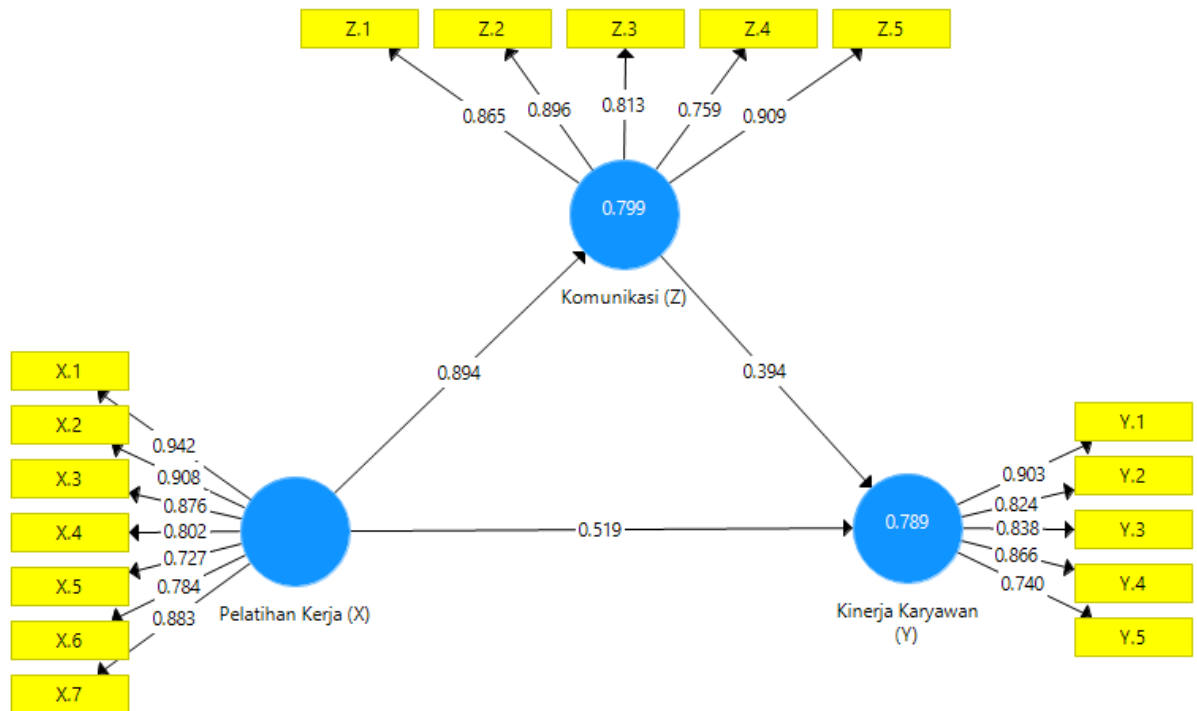 Z.1 Z.2 Z.3 Z.4 Z.5
0.865 0.896 0.813 0.759 0.909
0.799
Komunikasi (Z)
0.894 0.394
X.1
X.2
X.3
X.4
X.5
X.6
X.7
0.942
0.908
0.876
0.802
0.727
0.784
0.883
Pelatihan Kerja (X)
0.519
0.789
Kinerja Karyawan
(Y)
0.903
0.824
0.838
0.866
0.740
Y.1
Y.2
Y.3
Y.4
Y.5